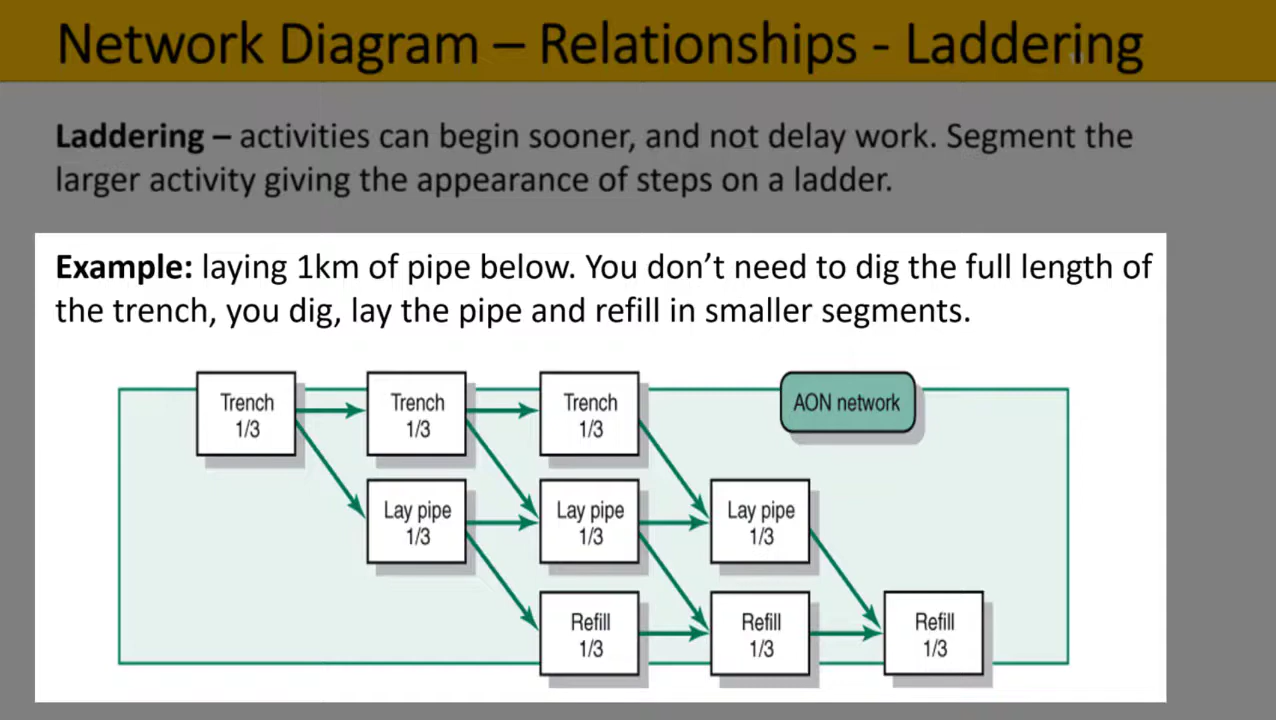 Network Diagram – Relationships - Laddering
Laddering – activities can begin sooner, and not delay work. Segment the
larger activity giving the appearance of steps on a ladder.
Example: laying 1km of pipe below. You don’t need to dig the full length of
the trench, you dig, lay the pipe and refill in smaller segments.
Trench
1/3
Trench
1/3
Trench
1/3
AON network
Lay pipe
1/3
Lay pipe
1/3
Lay pipe
1/3
Refill
1/3
Refill
1/3
Refill
1/3